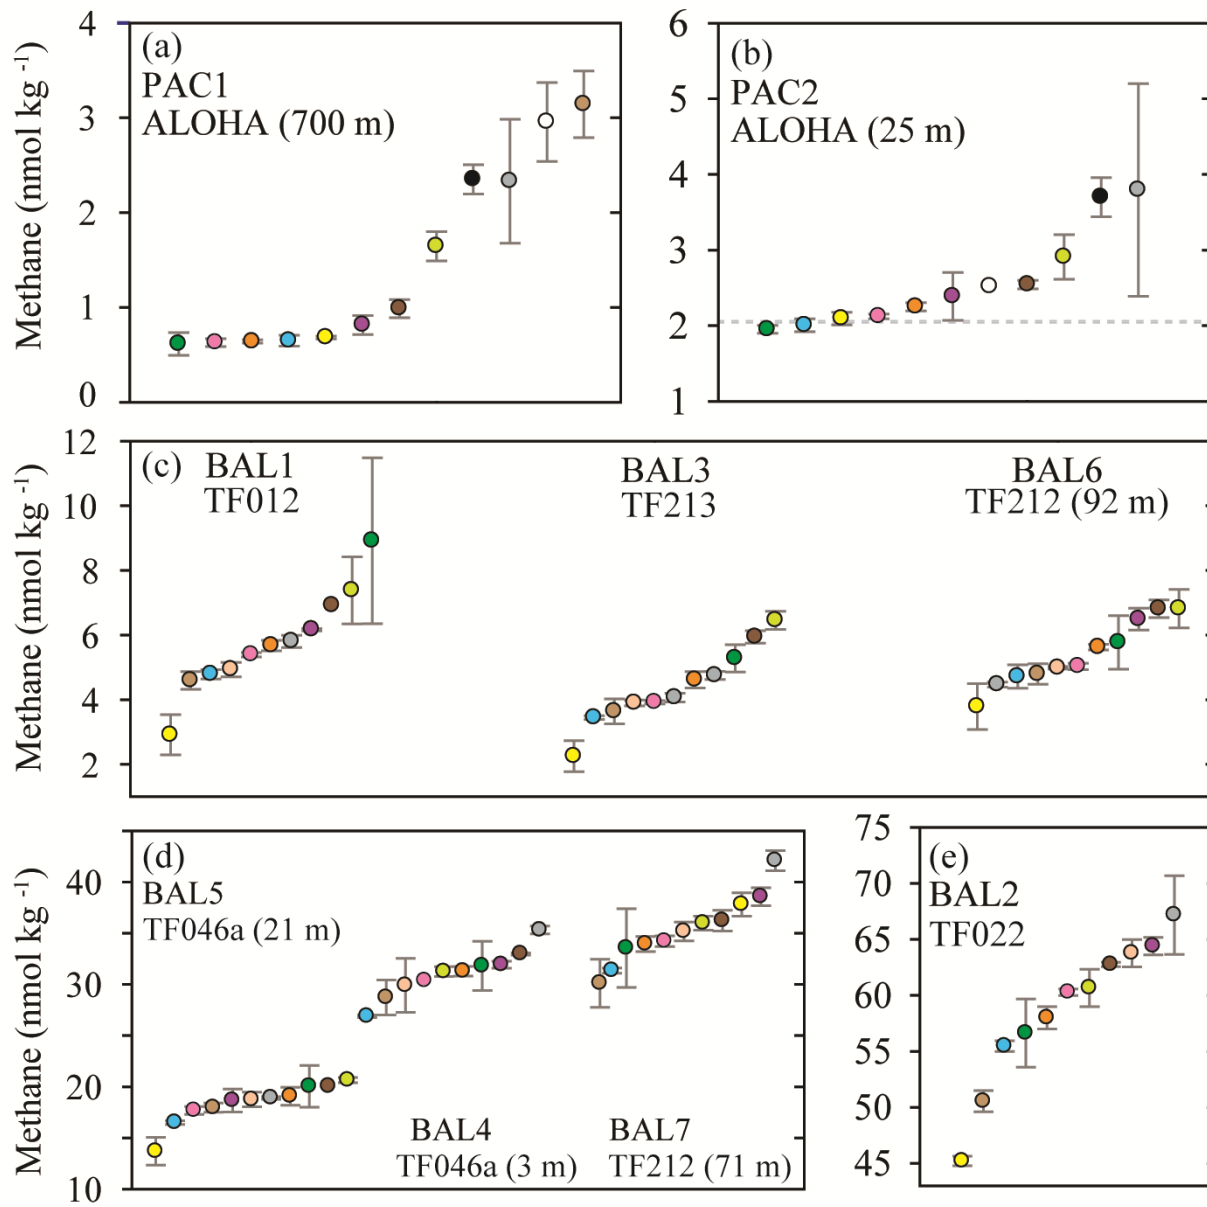 Methane (nmol kg -1)
4
3
2
1
0
(a)
PAC1
ALOHA (700 m)
6
5
4
3
2
1
(b)
PAC2
ALOHA (25 m)
Methane (nmol kg -1)
12
10
8
6
4
2
(c)
BAL1
TF012
BAL3
TF213
BAL6
TF212 (92 m)
Methane (nmol kg -1)
40
30
20
10
(d)
BAL5
TF046a (21 m)
BAL4
TF046a (3 m)
BAL7
TF212 (71 m)
75
70
65
60
55
50
45
(e)
BAL2
TF022